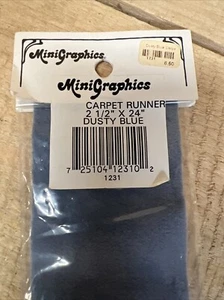 MiniGraphics®
MiniGraphics®
CARPET RUNNER
2 1/2" X 24"
DUSTY BLUE
7 25104 12310 2
1231